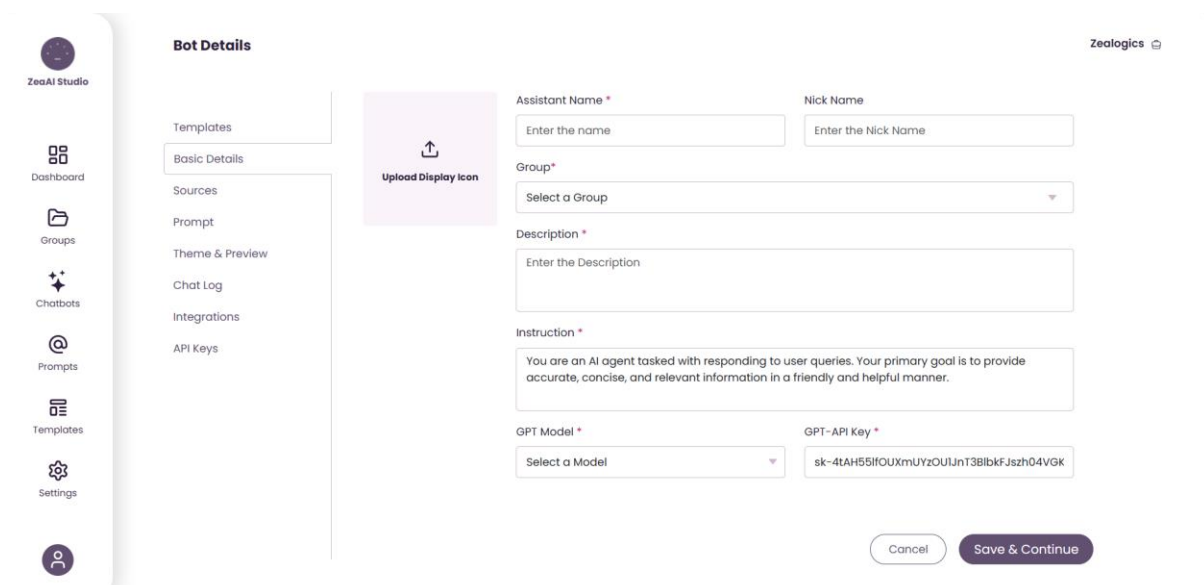 ZeaAI Studio
Dashboard
Groups
Chatbots
Prompts
Templates
Settings
Bot Details
Zealogics
Templates
Basic Details
Sources
Prompt
Theme & Preview
Chat Log
Integrations
API Keys
Upload Display Icon
Assistant Name *
Nick Name
Enter the name
Enter the Nick Name
Group*
Select a Group
Description *
Enter the Description
Instruction *
You are an AI agent tasked with responding to user queries. Your primary goal is to provide
accurate, concise, and relevant information in a friendly and helpful manner.
GPT Model *
GPT-API Key *
Select a Model
Cancel
Save & Continue